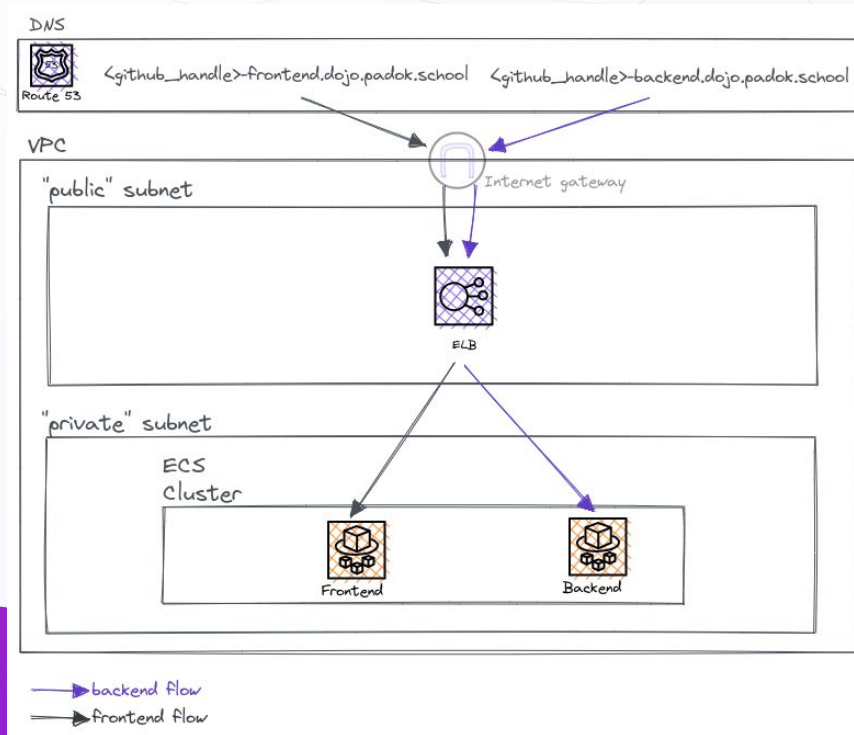 DNS
<github_handle>-frontend.dojo.padok.school
<github_handle>-backend.dojo.padok.school
Route 53
VPC
Internet gateway
"public" subnet
ELB
"private" subnet
ECS
Cluster
Frontend
Backend
backend flow
frontend flow